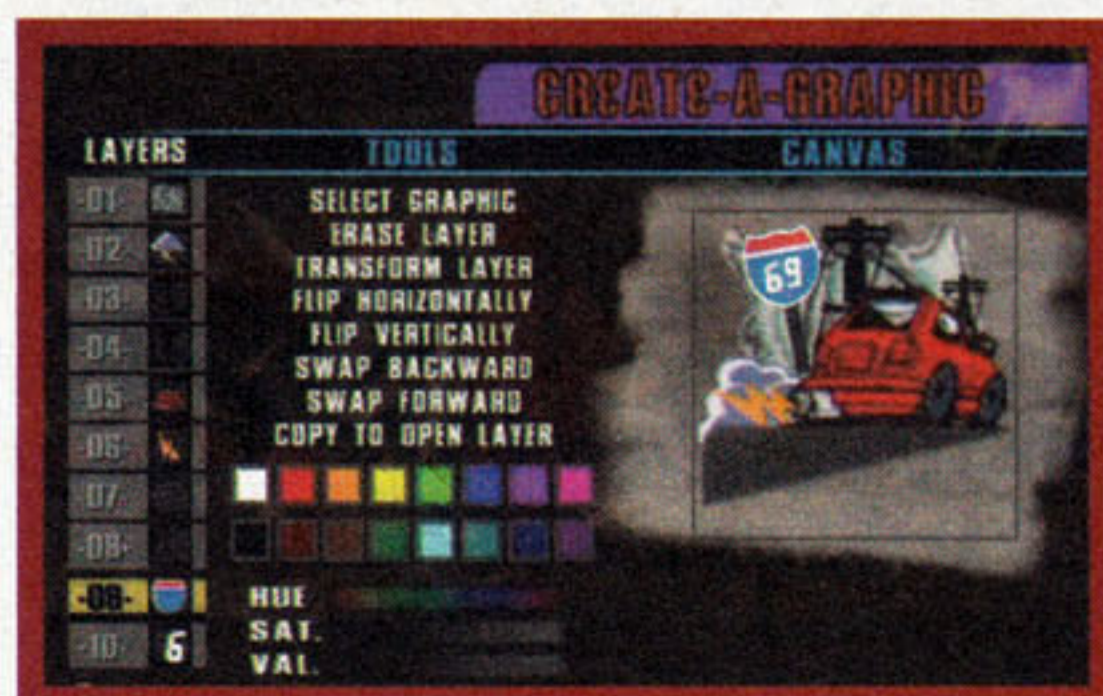 CREATE-A-GRAPHIC
LAYERS TOOLS CANVAS
-01-
-02-
-03-
-04-
-05-
-06-
-07-
-08-
-09-
-10- 6
SELECT GRAPHIC
ERASE LAYER
TRANSFORM LAYER
FLIP HORIZONTALLY
FLIP VERTICALLY
SWAP BACKWARD
SWAP FORWARD
COPY TO OPEN LAYER
HUE
SAT.
VAL.
69